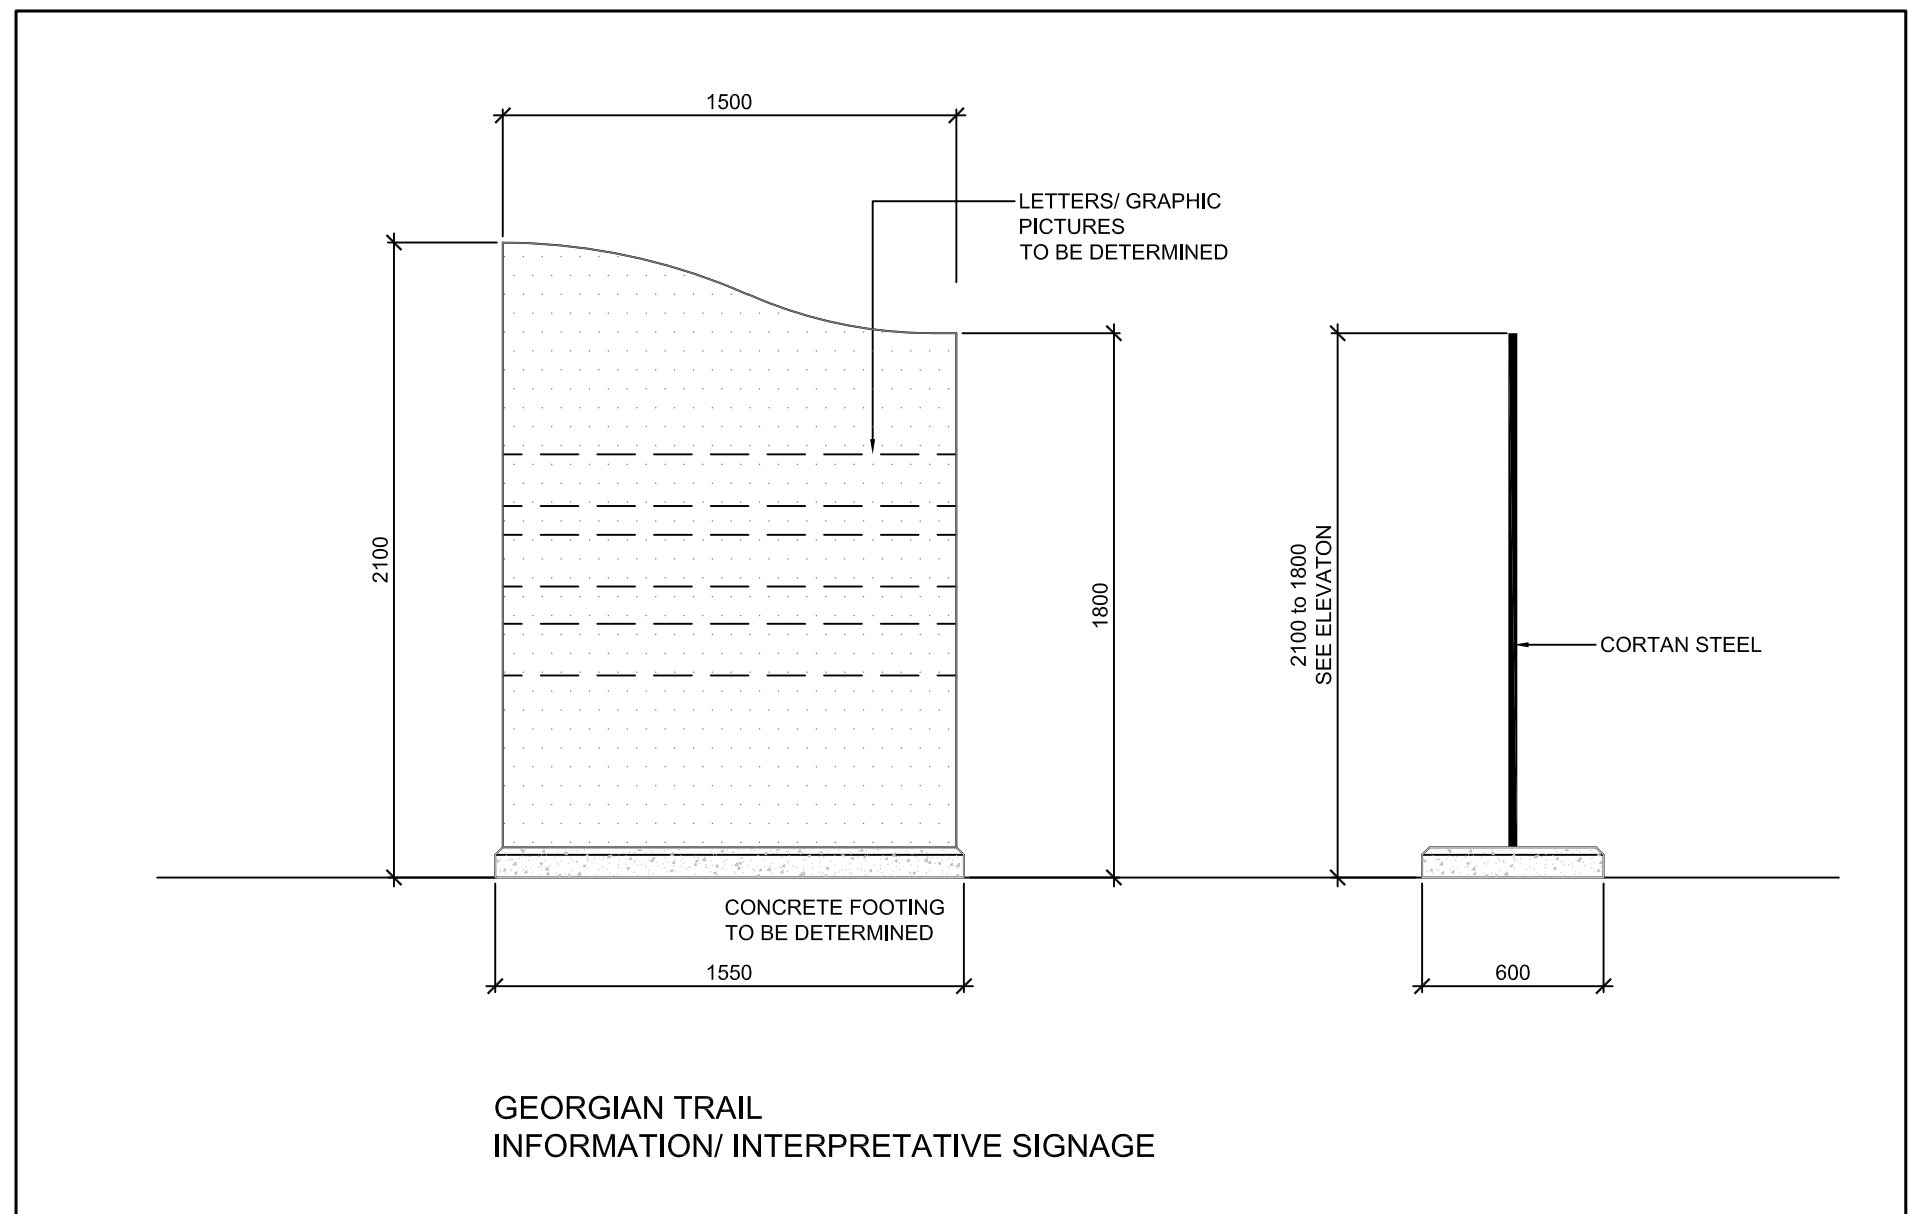 1500
LETTERS/ GRAPHIC
PICTURES
TO BE DETERMINED
2100
1800
2100 to 1800
SEE ELEVATON
CORTAN STEEL
CONCRETE FOOTING
TO BE DETERMINED
1550
600
GEORGIAN TRAIL
INFORMATION/ INTERPRETATIVE SIGNAGE